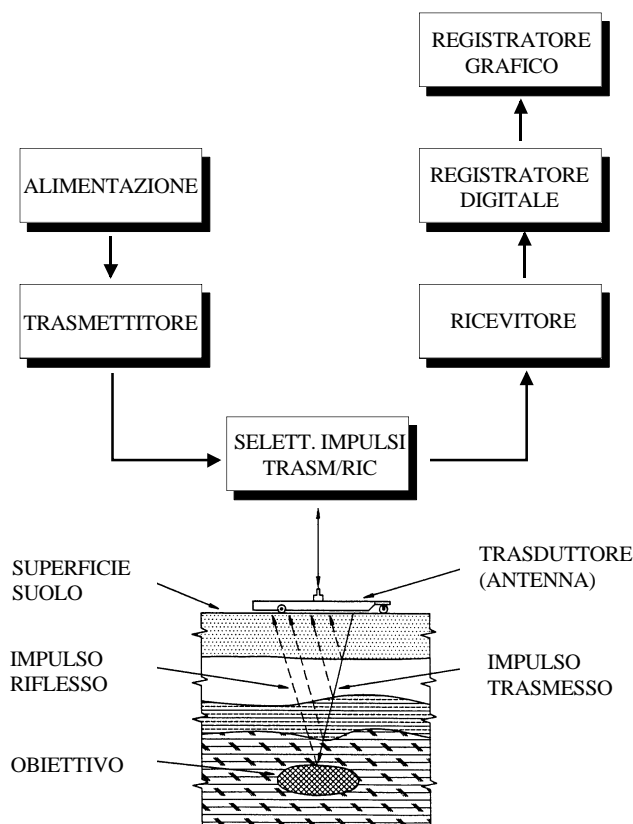 REGISTRATORE
GRAFICO
ALIMENTAZIONE
REGISTRATORE
DIGITALE
TRASMETTITORE
RICEVITORE
SELETT. IMPULSI
TRASM/RIC
SUPERFICIE
SUOLO
TRASDUTTORE
(ANTENNA)
IMPULSO
RIFLESSO
IMPULSO
TRASMESSO
OBIETTIVO